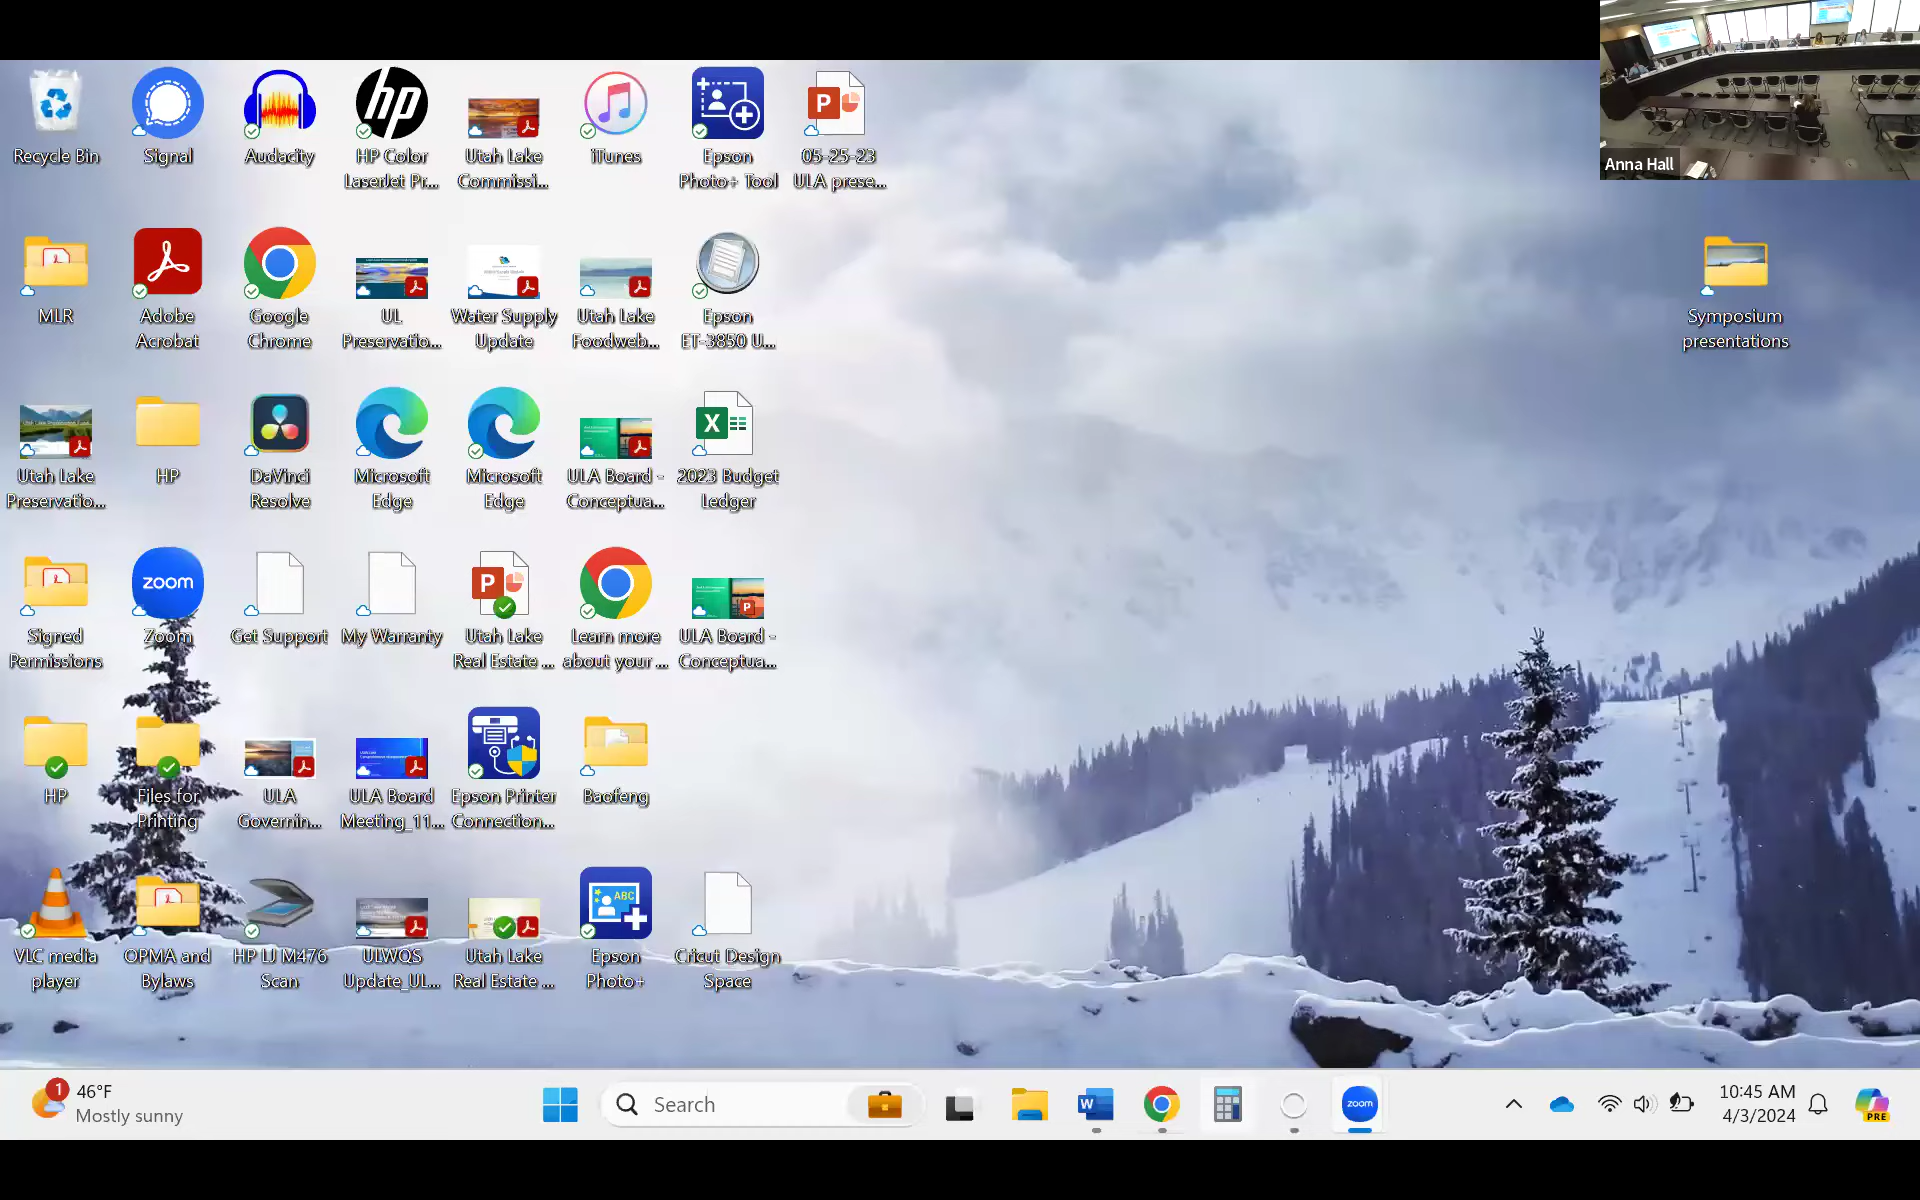 Anna Hall
Recycle Bin
Signal
Audacity
HP Color
LaserJet Pr...
Utah Lake
Commissi...
iTunes
Epson
Photo+ Tool
05-25-23
ULA prese...
MLR
Adobe
Acrobat
Google
Chrome
UL
Preservatio...
Water Supply
Update
Utah Lake
Foodweb...
Epson
ET-3850 U...
Symposium
presentations
Utah Lake
Preservatio...
HP
DaVinci
Resolve
Microsoft
Edge
Microsoft
Edge
ULA Board -
Conceptua...
2023 Budget
Ledger
Signed
Permissions
zoom
Zoom
Get Support
My Warranty
Utah Lake
Real Estate ...
Learn more
about your ...
ULA Board -
Conceptua...
HP
Files for
Printing
ULA
Governin...
ULA Board
Meeting_11...
Epson Printer
Connection...
Baofeng
VLC media
player
OPMA and
Bylaws
HP LJ M476
Scan
ULWQS
Update_UL...
Utah Lake
Real Estate ...
ABC
Epson
Photo+
Cricut Design
Space
1
46°F
Mostly sunny
Search
zoom
10:45 AM
4/3/2024
PRE